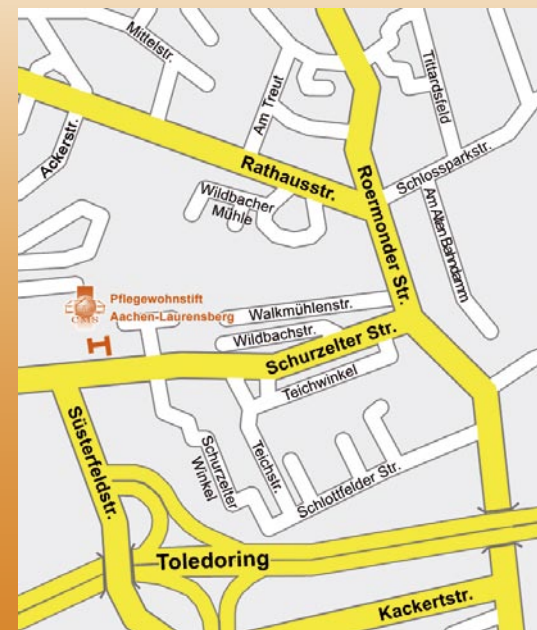 Mittelstr.
Tittardsfeld
Am Treut
Ackerstr.
Rathausstr.
Roermonder Str.
Schlossparkstr.
Wildbacher
Mühle
Am Alten Bahndamm
CMS
Pflegewohnstift
Aachen-Laurensberg
Walkmühlenstr.
Wildbachstr.
Schurzelter Str.
Teichwinkel
Süsterfeldstr.
Schurzelter
Winkel
Teichstr.
Schlottfelder Str.
Toledoring
Kackertstr.